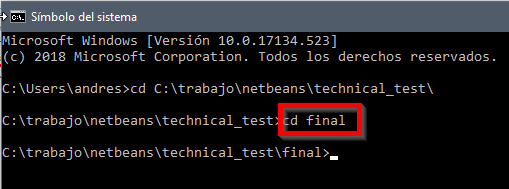 Símbolo del sistema
Microsoft Windows [Versión 10.0.17134.523]
(c) 2018 Microsoft Corporation. Todos los derechos reservados.
C:\Users\andres>cd C:\trabajo\netbeans\technical_test\
C:\trabajo\netbeans\technical_test>cd final
C:\trabajo\netbeans\technical_test\final>